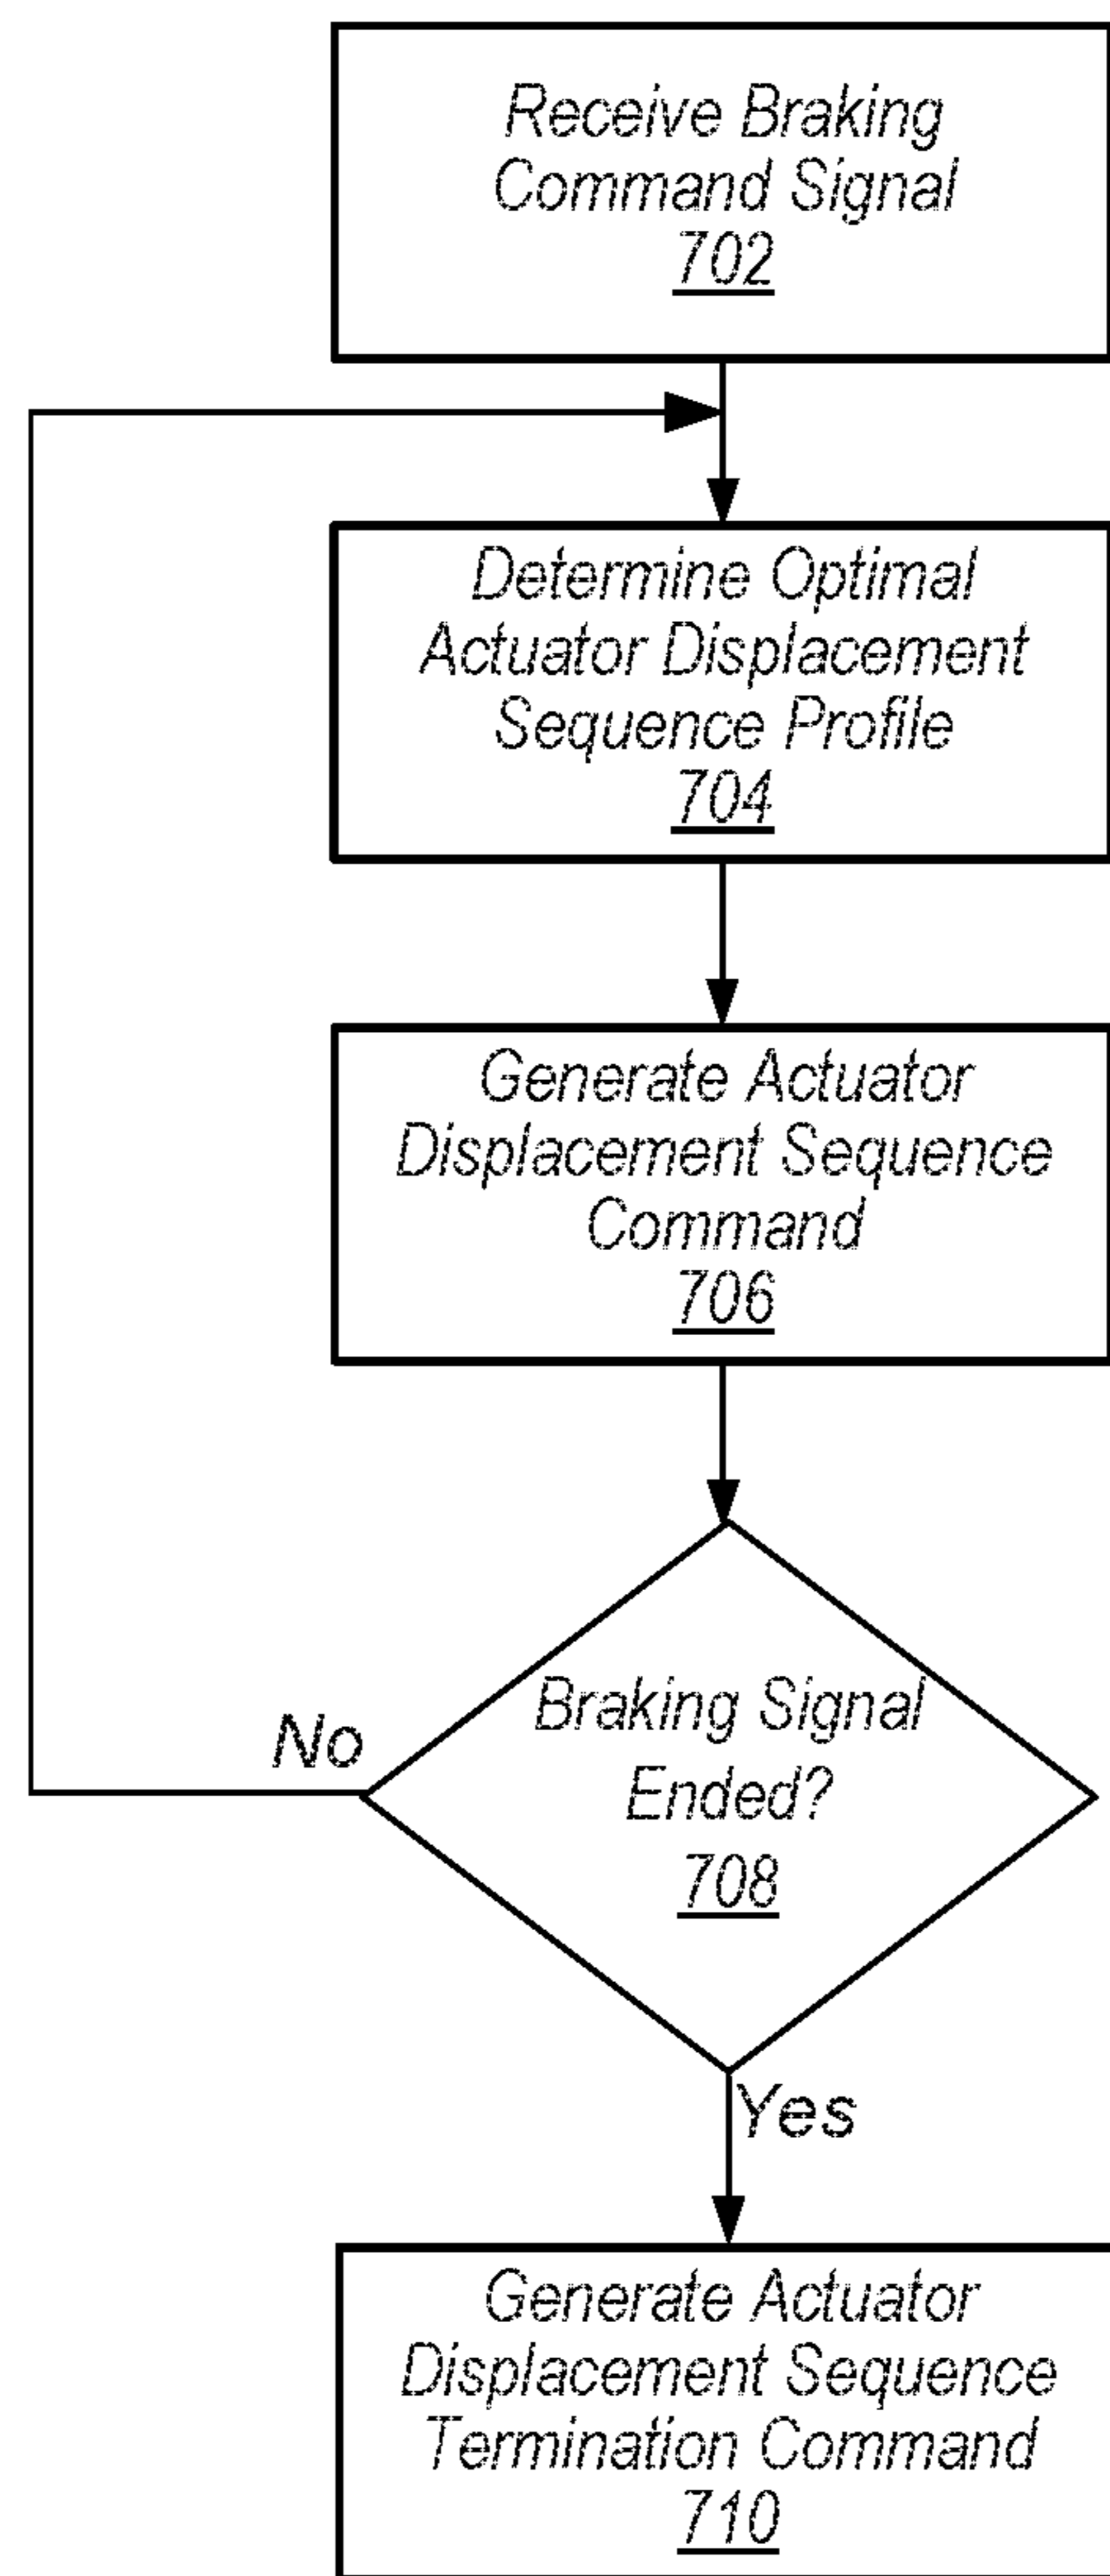 Receive Braking
Command Signal
702
Determine Optimal
Actuator Displacement
Sequence Profile
704
Generate Actuator
Displacement Sequence
Command
706
Braking Signal
Ended?
708
No
Yes
Generate Actuator
Displacement Sequence
Termination Command
710